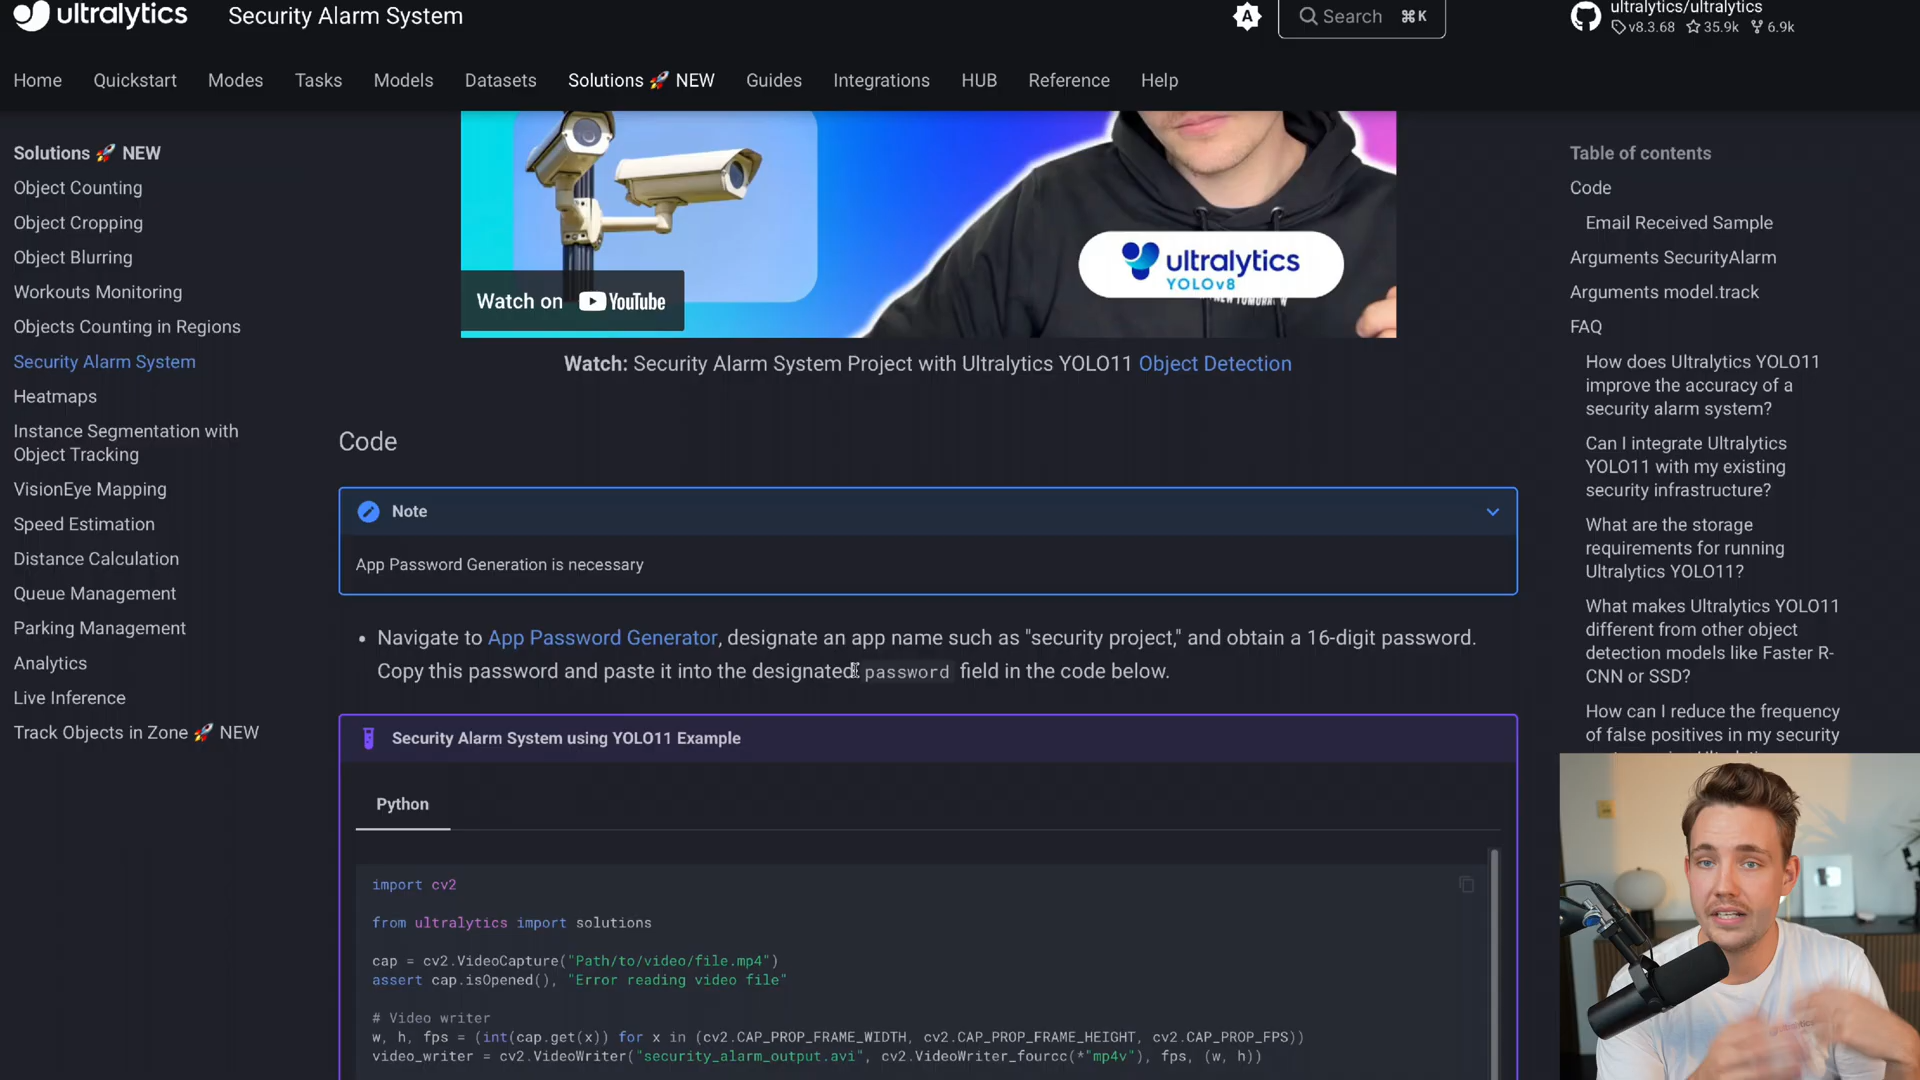 ultralytics
Security Alarm System
A
Search ⌘K
ultralytics/ultralytics
v8.3.68 35.9k 6.9k
Home Quickstart Modes Tasks Models Datasets Solutions 🚀 NEW Guides Integrations HUB Reference Help
Solutions 🚀 NEW
Object Counting
Object Cropping
Object Blurring
Workouts Monitoring
Objects Counting in Regions
Security Alarm System
Heatmaps
Instance Segmentation with
Object Tracking
VisionEye Mapping
Speed Estimation
Distance Calculation
Queue Management
Parking Management
Analytics
Live Inference
Track Objects in Zone 🚀 NEW
ultralytics
YOLOv8
Watch on YouTube
Watch: Security Alarm System Project with Ultralytics YOLO11 Object Detection
Code
Note
App Password Generation is necessary
• Navigate to App Password Generator, designate an app name such as "security project," and obtain a 16-digit password.
Copy this password and paste it into the designated password field in the code below.
Security Alarm System using YOLO11 Example
Python
import cv2
from ultralytics import solutions
cap = cv2.VideoCapture("Path/to/video/file.mp4")
assert cap.isOpened(), "Error reading video file"
# Video writer
w, h, fps = (int(cap.get(x)) for x in (cv2.CAP_PROP_FRAME_WIDTH, cv2.CAP_PROP_FRAME_HEIGHT, cv2.CAP_PROP_FPS))
video_writer = cv2.VideoWriter("security_alarm_output.avi", cv2.VideoWriter_fourcc(*"mp4v"), fps, (w, h))
Table of contents
Code
Email Received Sample
Arguments SecurityAlarm
Arguments model.track
FAQ
How does Ultralytics YOLO11
improve the accuracy of a
security alarm system?
Can I integrate Ultralytics
YOLO11 with my existing
security infrastructure?
What are the storage
requirements for running
Ultralytics YOLO11?
What makes Ultralytics YOLO11
different from other object
detection models like Faster R-
CNN or SSD?
How can I reduce the frequency
of false positives in my security